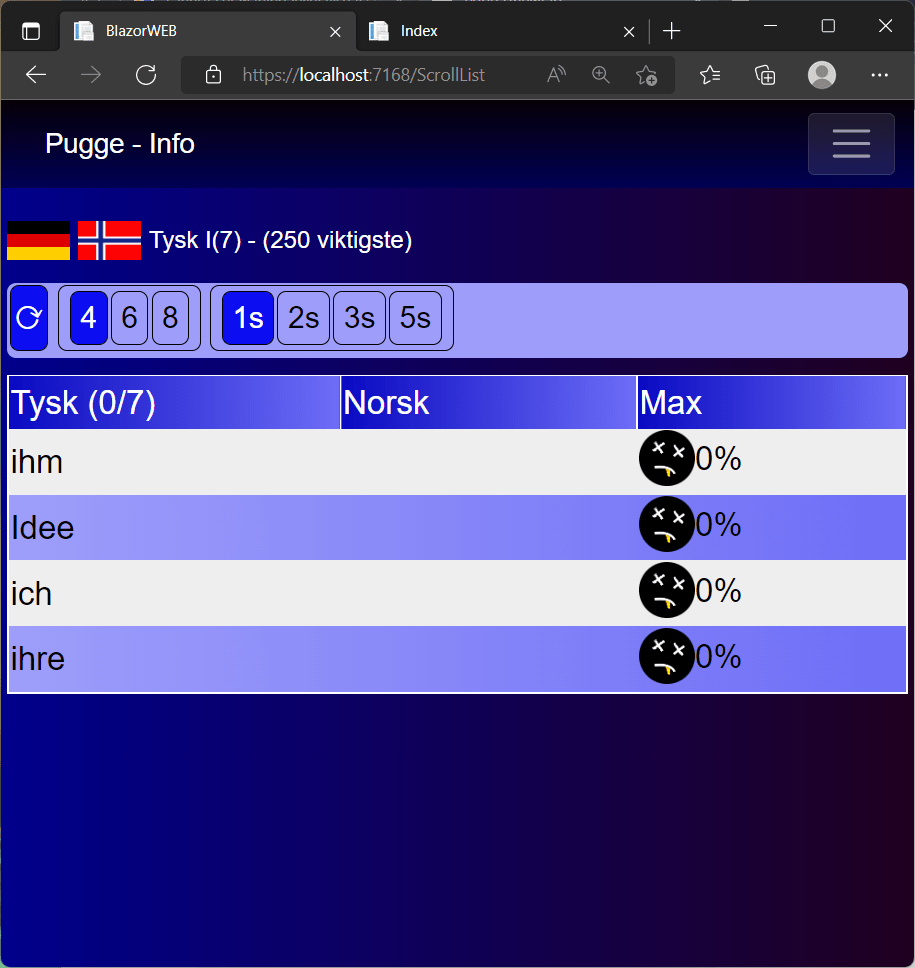 BlazorWEB
Index
https://localhost:7168/ScrollList
Pugge - Info
Tysk I(7) - (250 viktigste)
4 6 8 1s 2s 3s 5s
Tysk (0/7) Norsk Max
ihm 0%
Idee 0%
ich 0%
ihre 0%